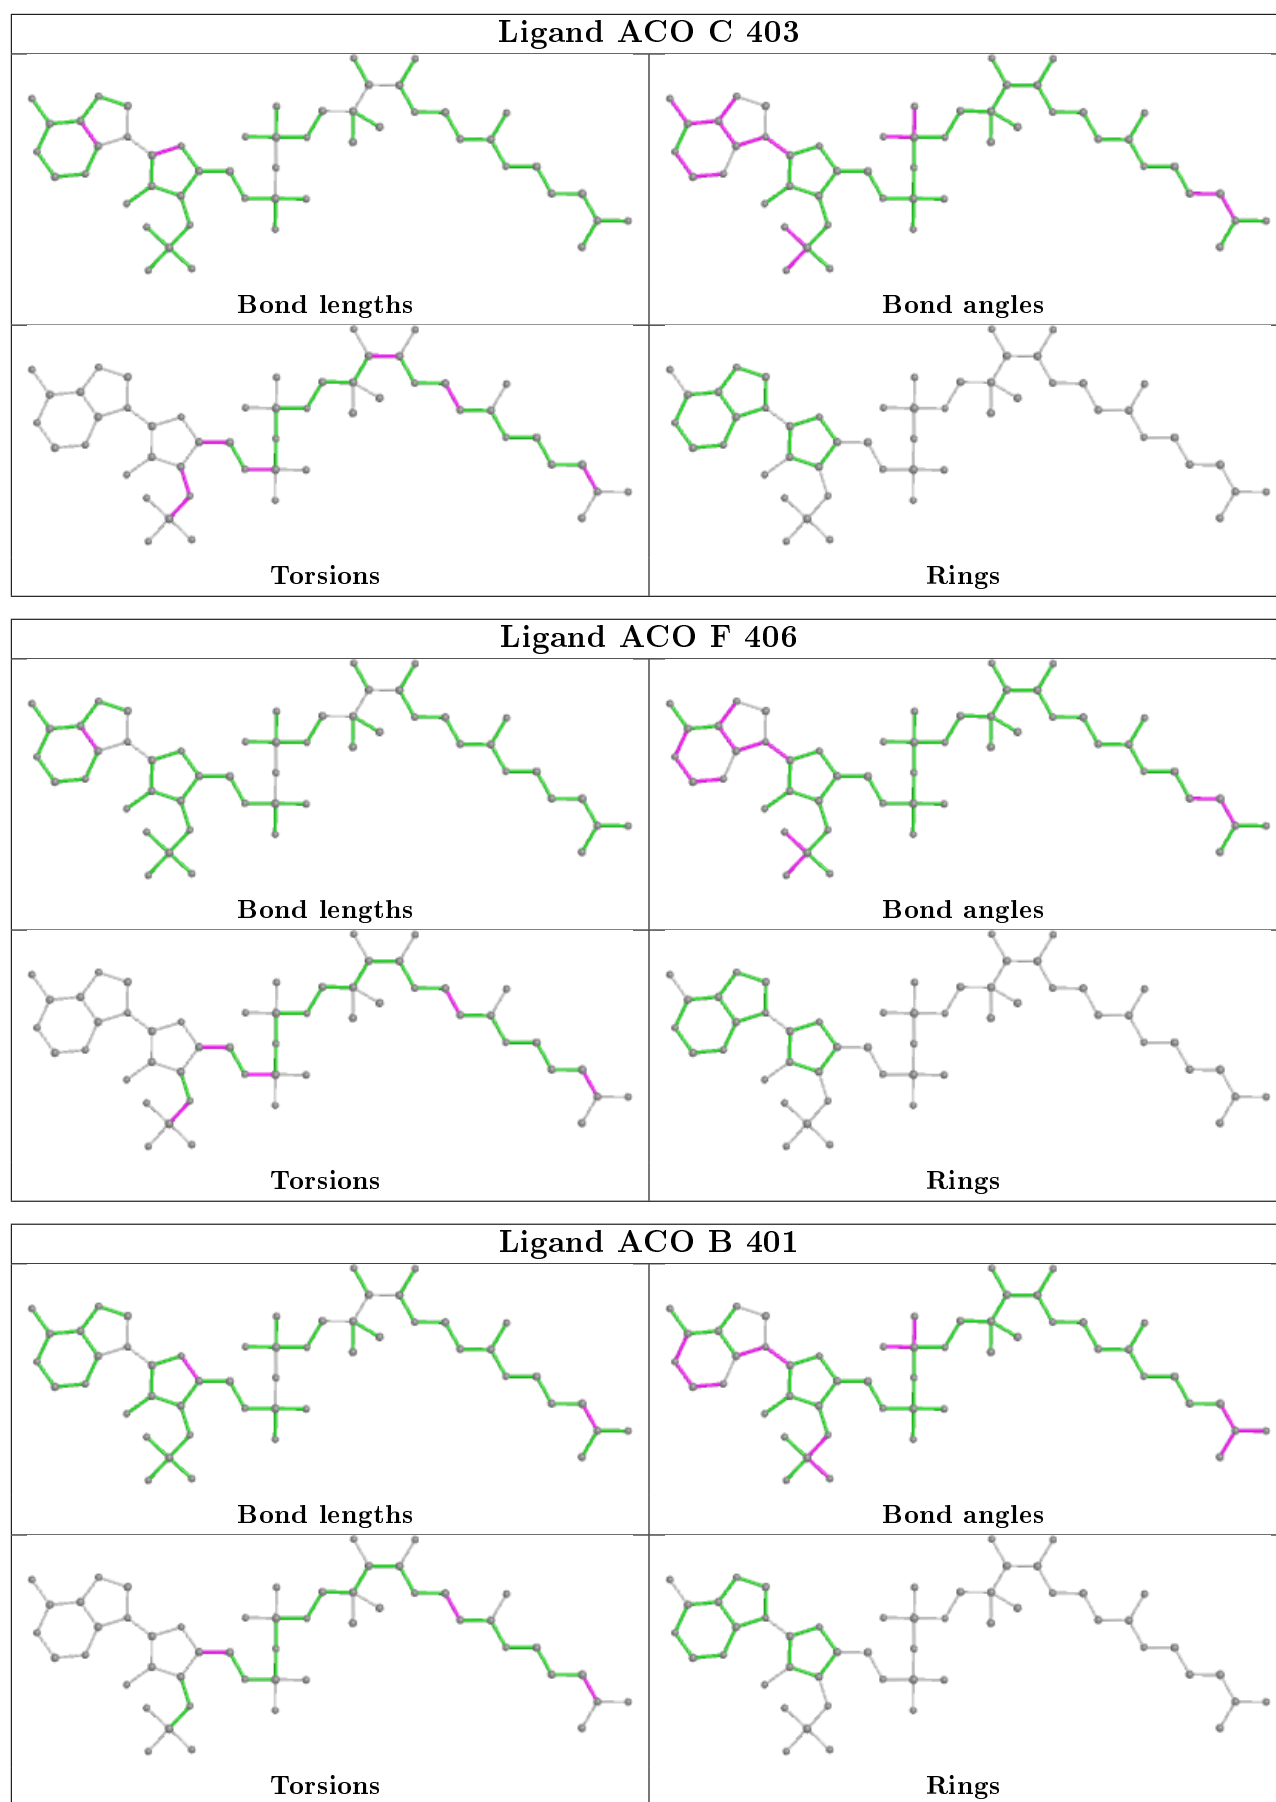 Ligand ACO C 403
Bond lengths
Bond angles
Torsions
Rings
Ligand ACO F 406
Bond lengths
Bond angles
Torsions
Rings
Ligand ACO B 401
Bond lengths
Bond angles
Torsions
Rings